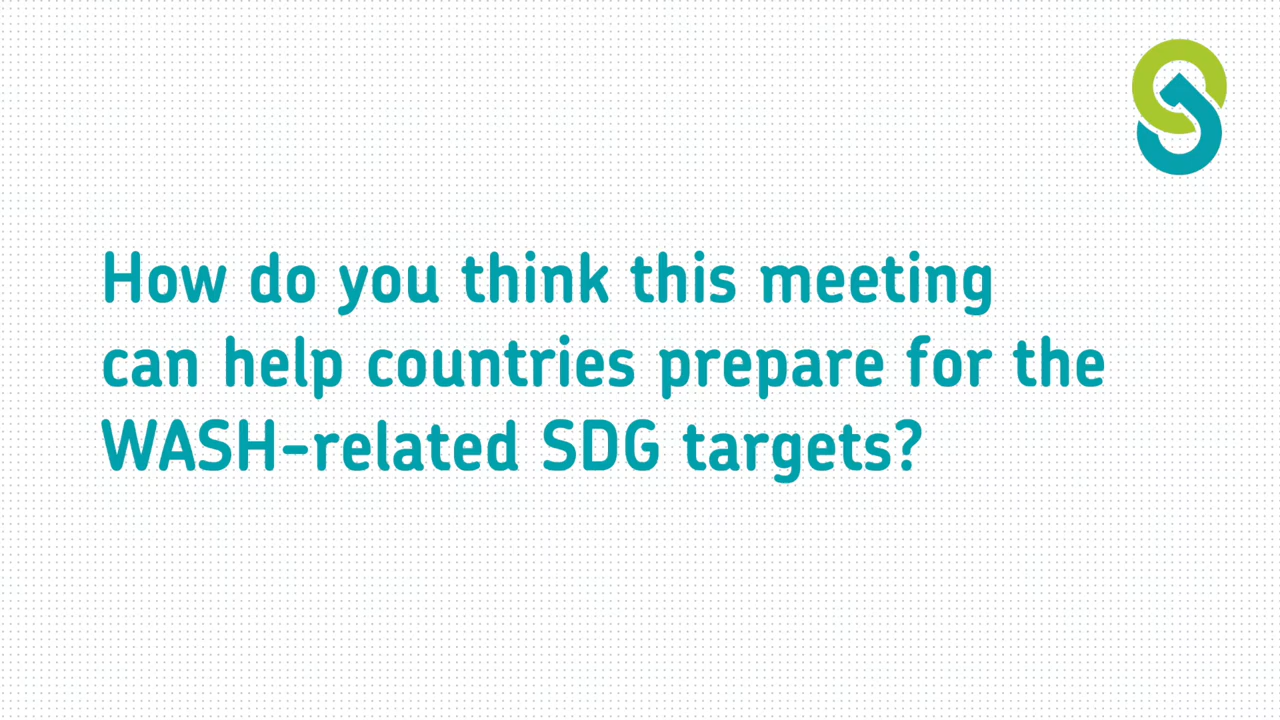 How do you think this meeting
can help countries prepare for the
WASH-related SDG targets?